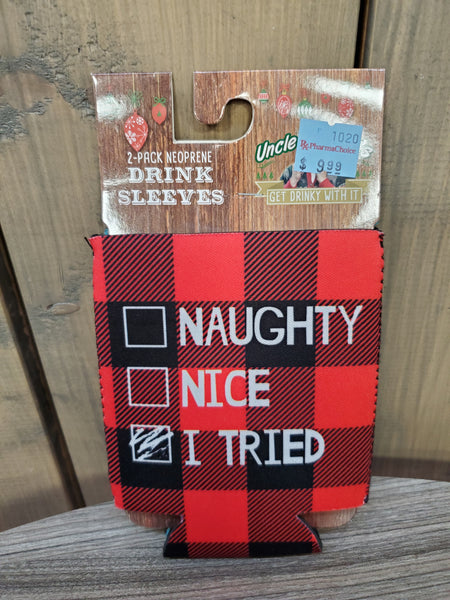 2-PACK NEOPRENE
DRINK
SLEEVES
Uncle
1020
PharmaChoice
$ 9.99
GET DRINKY WITH IT
NAUGHTY
NICE
I TRIED